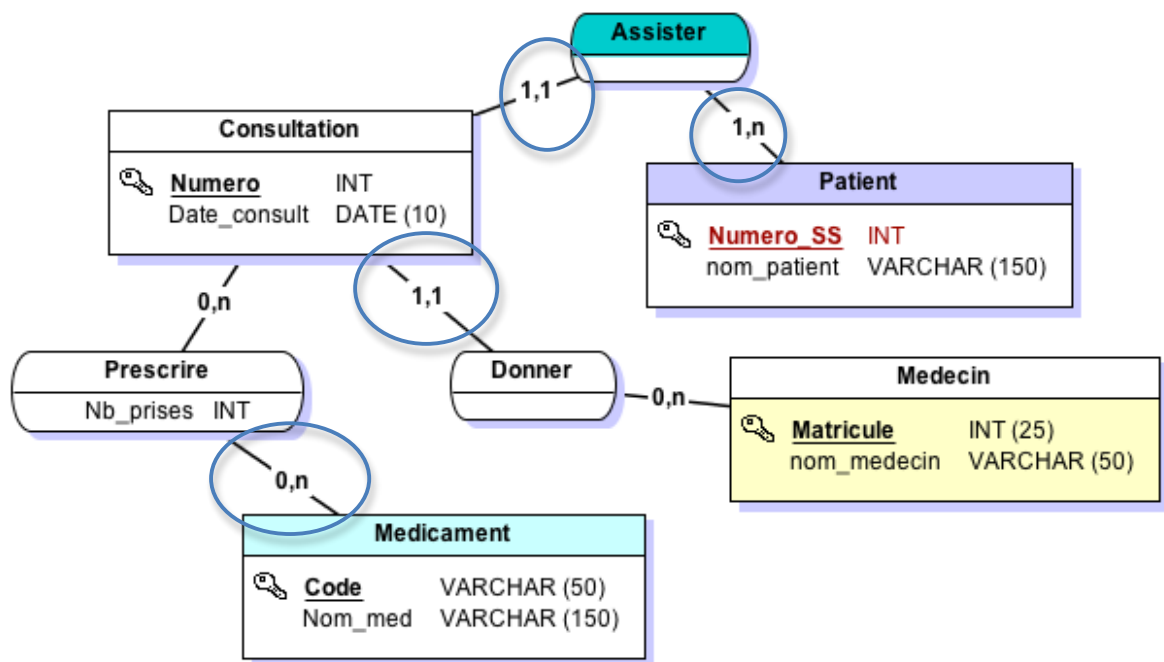 Assister
1,1
1,n
Consultation
Numero INT
Date_consult DATE (10)
Patient
Numero_SS INT
nom_patient VARCHAR (150)
0,n
1,1
Prescrire
Nb_prises INT
Donner
0,n
Medecin
Matricule INT (25)
nom_medecin VARCHAR (50)
0,n
Medicament
Code VARCHAR (50)
Nom_med VARCHAR (150)